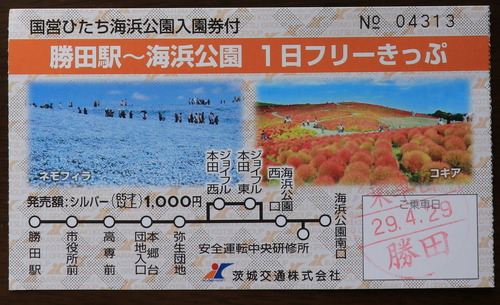 国営ひたち海浜公園入園券付
№ 04313
勝田駅～海浜公園 1日フリーきっぷ
ネモフィラ
コキア
発売額:シルバー 1,000円
勝田駅
市役所前
高専前
本郷台団地入口
弥生団地
ジョイフル本田西
ジョイフル本田東
海浜公園西口
海浜公園南口
安全運転中央研修所
茨城交通株式会社
ご乗車日
29.4.29
勝田